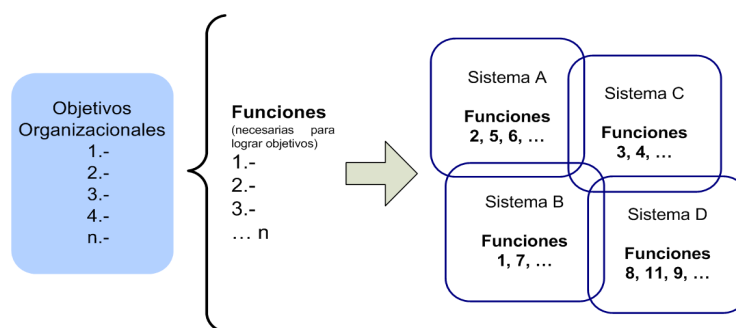 Objetivos
Organizacionales
1.-
2.-
3.-
4.-
n.-
Funciones
(necesarias para
lograr objetivos)
1.-
2.-
3.-
... n
Sistema A
Funciones
2, 5, 6, ...
Sistema C
Funciones
3, 4, ...
Sistema B
Funciones
1, 7, ...
Sistema D
Funciones
8, 11, 9, ...